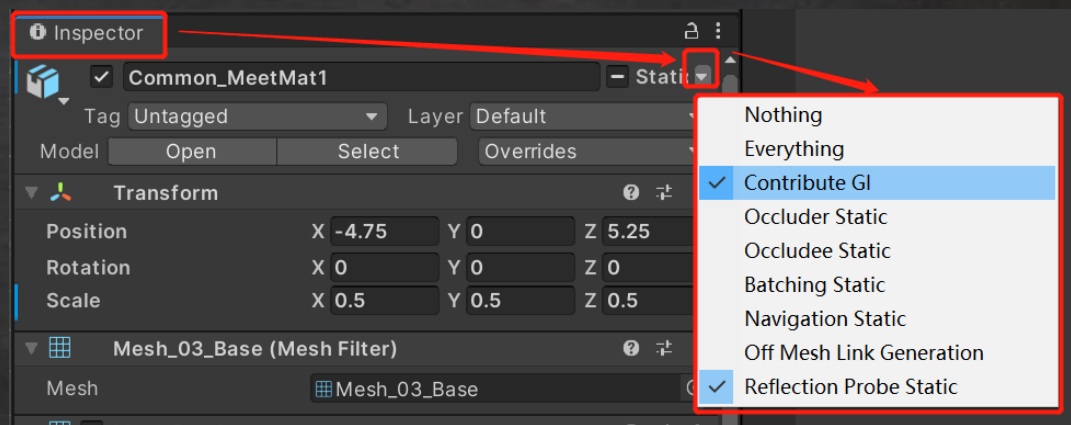 Inspector
Common_MeetMat1
Static
Tag Untagged Layer Default
Model Open Select Overrides
Transform
Position X -4.75 Y 0 Z 5.25
Rotation X 0 Y 0 Z 0
Scale X 0.5 Y 0.5 Z 0.5
Mesh_03_Base (Mesh Filter)
Mesh Mesh_03_Base
Nothing
Everything
Contribute GI
Occluder Static
Occludee Static
Batching Static
Navigation Static
Off Mesh Link Generation
Reflection Probe Static